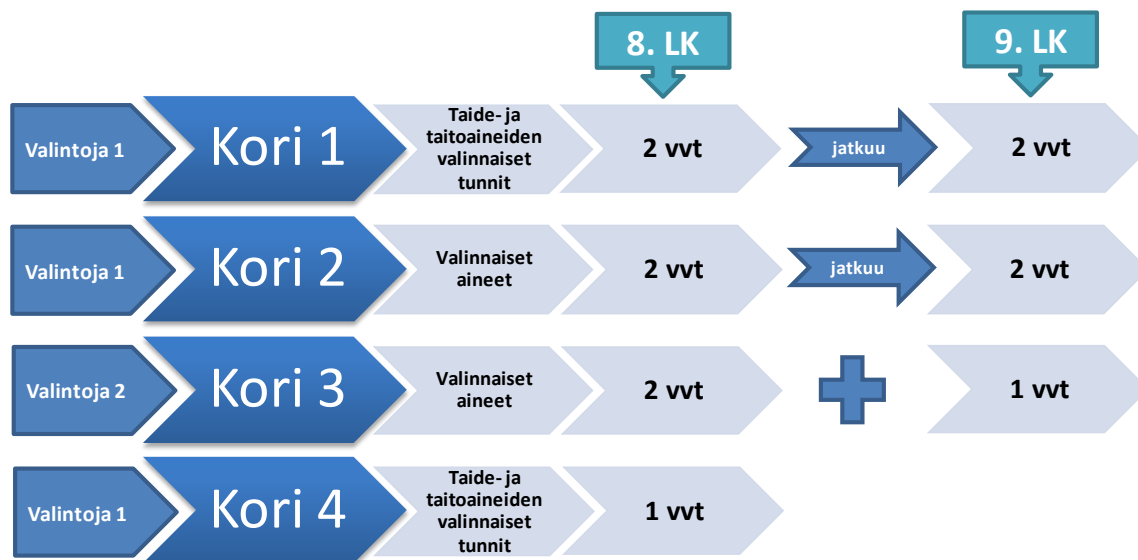 8. LK
9. LK
Valintoja 1
Kori 1
Taide- ja
taitoaineiden
valinnaiset
tunnit
2 vvt
jatkuu
2 vvt
Valintoja 1
Kori 2
Valinnaiset
aineet
2 vvt
jatkuu
2 vvt
Valintoja 2
Kori 3
Valinnaiset
aineet
2 vvt
1 vvt
Valintoja 1
Kori 4
Taide- ja
taitoaineiden
valinnaiset
tunnit
1 vvt